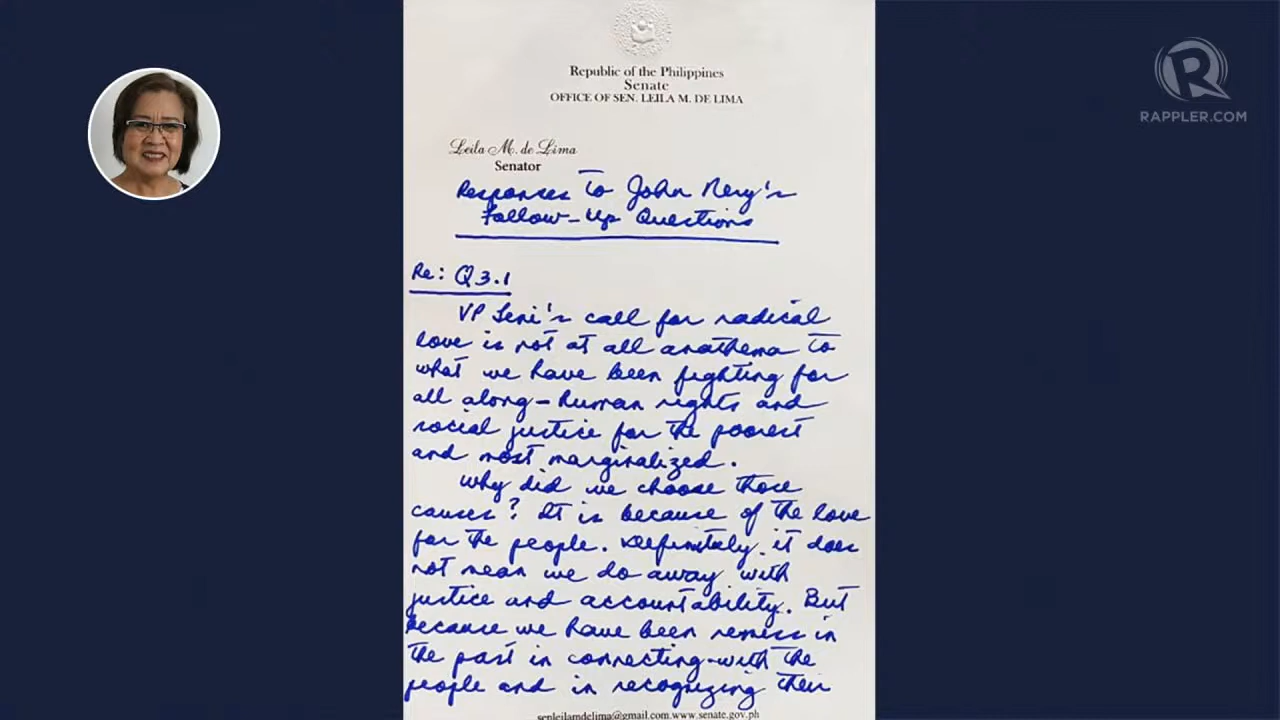 Republic of the Philippines
Senate
OFFICE OF SEN. LEILA M. DE LIMA
R
RAPPLER.COM
Leila M. de Lima
Senator
Responses to John Nery's
Follow-Up Questions
Re: Q3.1
VP Leni's call for radical
love is not at all anathema to
what we have been fighting for
all along - human rights and
social justice for the poorest
and most marginalized.
Why did we choose those
causes? It is because of the love
for the people. Definitely, it does
not mean we do away with
justice and accountability. But
because we have been remiss in
the past in connecting with the
people and in recognizing their
senleilamdelima@gmail.com www.senate.gov.ph